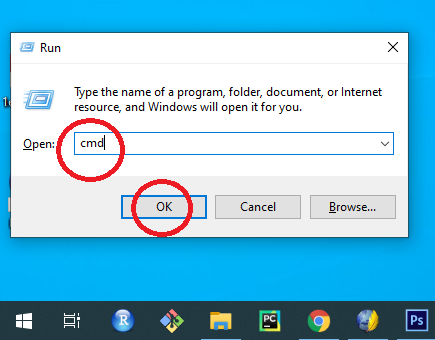 Run
Type the name of a program, folder, document, or Internet
resource, and Windows will open it for you.
Open: cmd
OK Cancel Browse...
R PC Ps